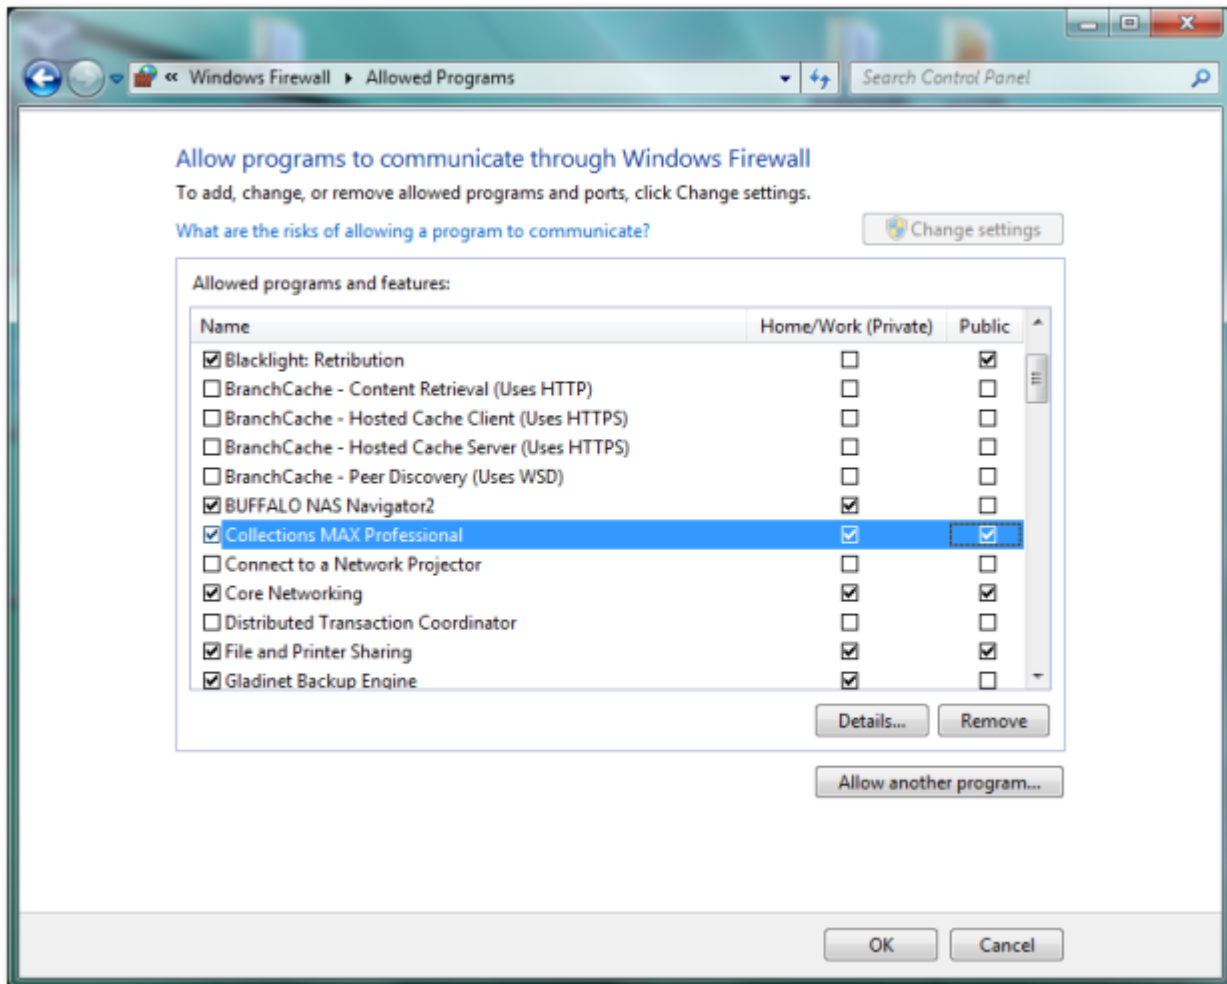 « Windows Firewall ▸ Allowed Programs
Search Control Panel
Allow programs to communicate through Windows Firewall
To add, change, or remove allowed programs and ports, click Change settings.
What are the risks of allowing a program to communicate?
Change settings
Allowed programs and features:
Name Home/Work (Private) Public
Blacklight: Retribution
BranchCache - Content Retrieval (Uses HTTP)
BranchCache - Hosted Cache Client (Uses HTTPS)
BranchCache - Hosted Cache Server (Uses HTTPS)
BranchCache - Peer Discovery (Uses WSD)
BUFFALO NAS Navigator2
Collections MAX Professional
Connect to a Network Projector
Core Networking
Distributed Transaction Coordinator
File and Printer Sharing
Gladinet Backup Engine
Details... Remove
Allow another program...
OK Cancel